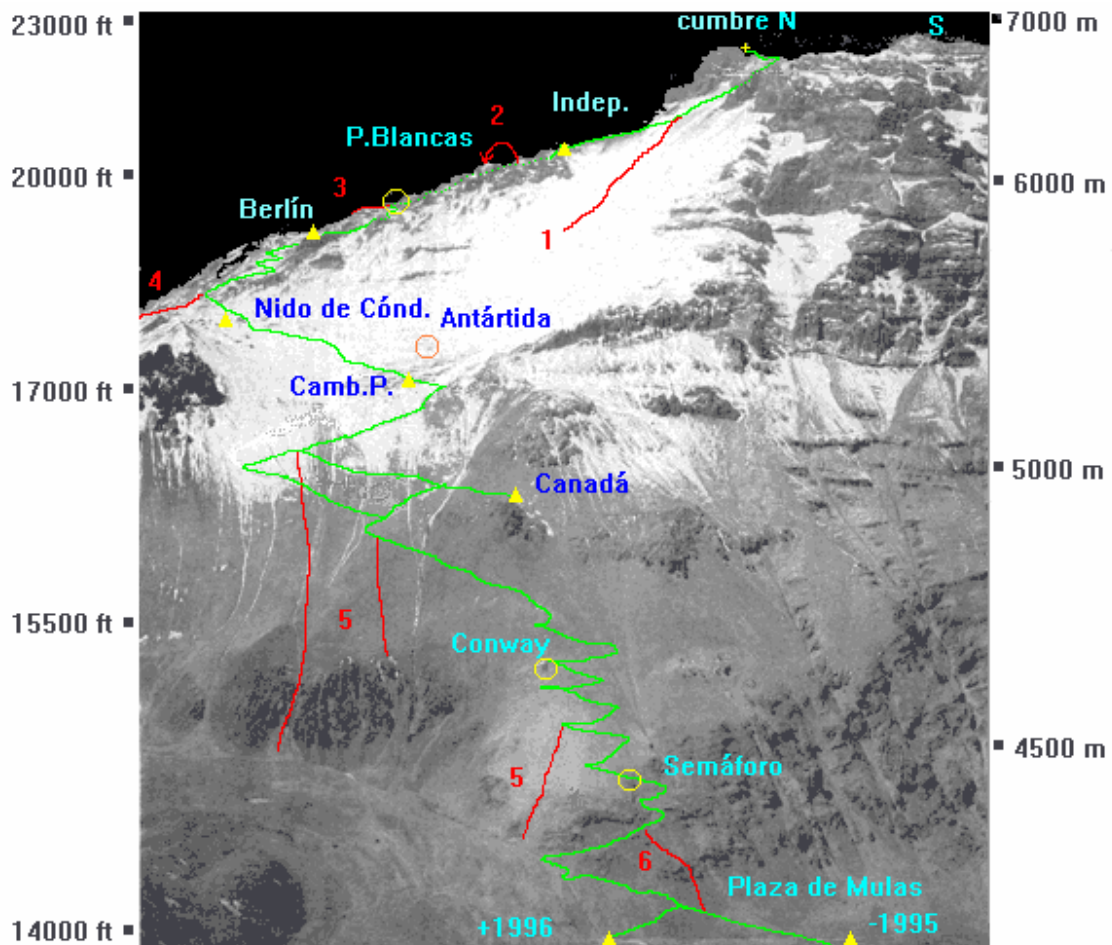 23000 ft
cumbre N
S
7000 m
Indep.
2
P.Blancas
20000 ft
6000 m
3
Berlín
1
4
Nido de Cónd.
Antártida
17000 ft
Camb.P.
5000 m
Canadá
15500 ft
5
Conway
4500 m
Semáforo
5
6
Plaza de Mulas
14000 ft
+1996
-1995